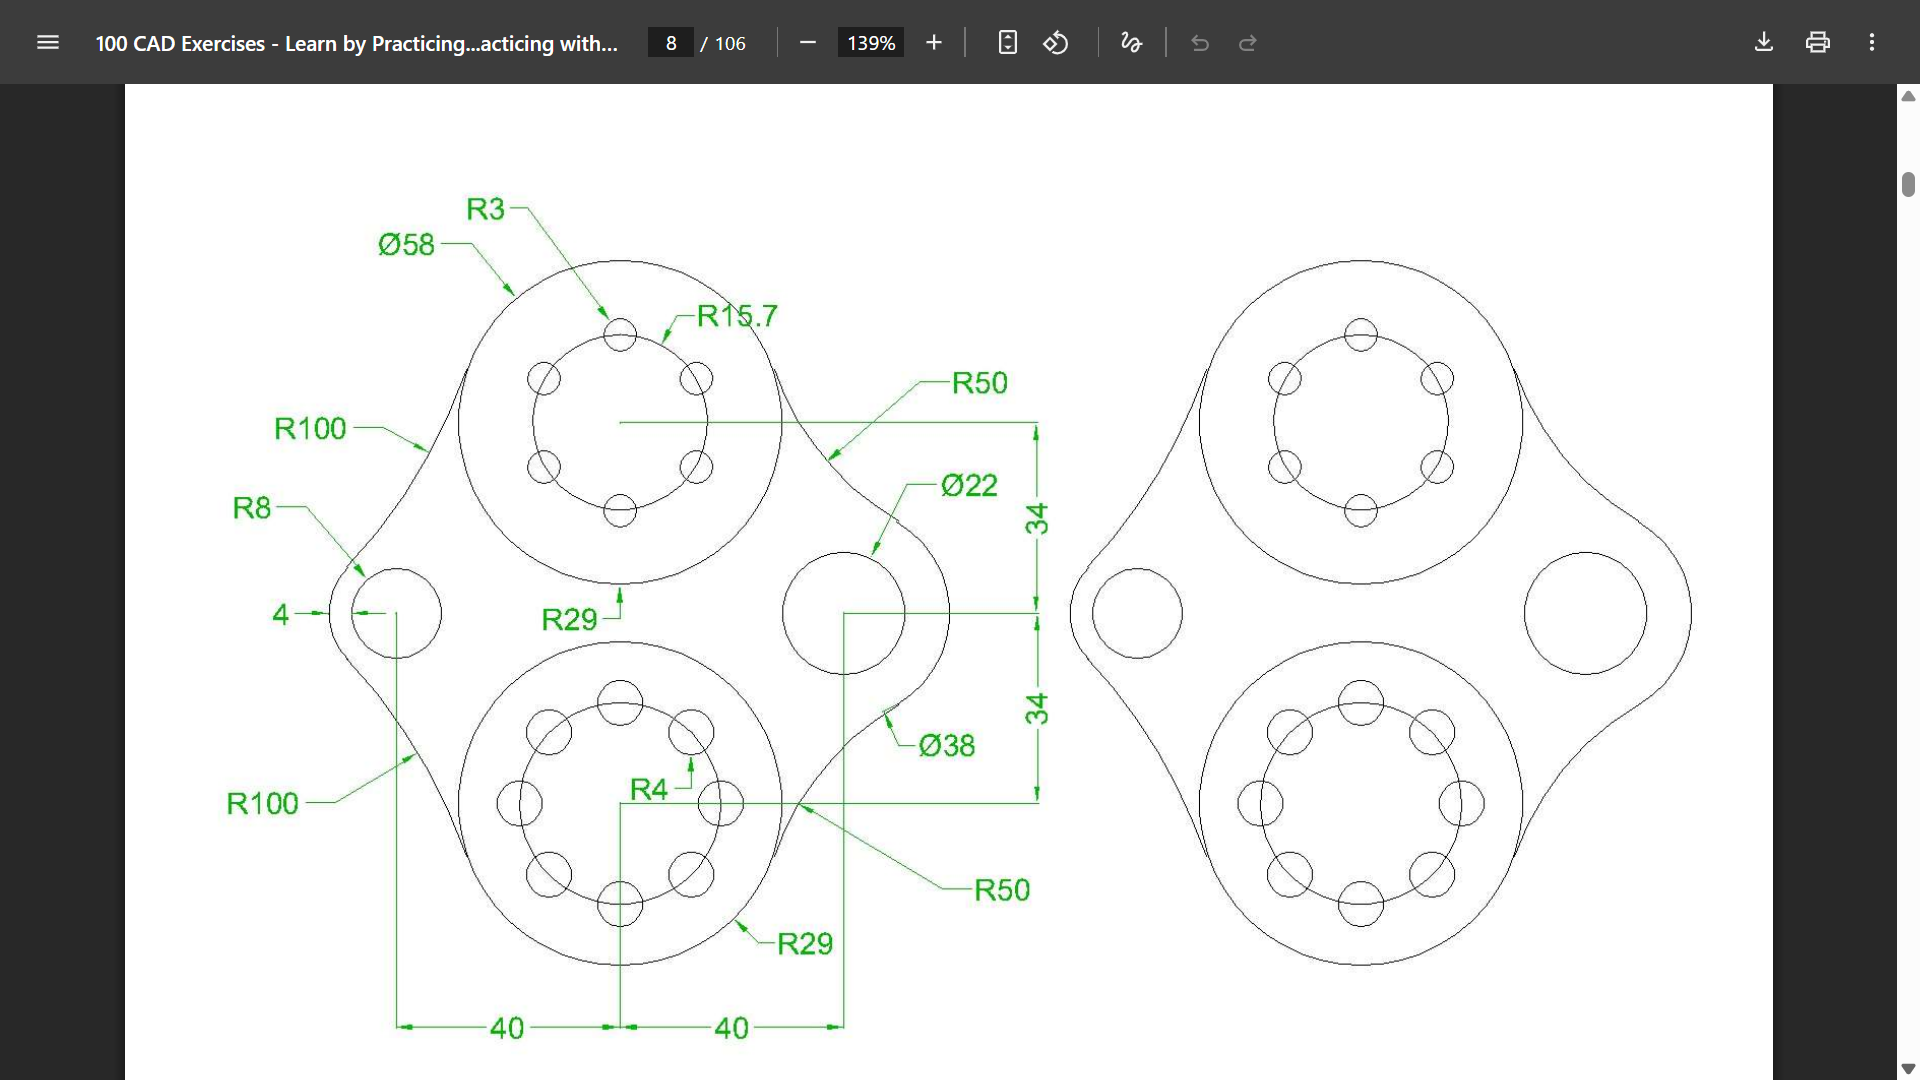 100 CAD Exercises - Learn by Practicing...acticing with...
8 / 106
139%
R3
Ø58
R15.7
R50
R100
Ø22
R8
34
4
R29
34
Ø38
R4
R100
R50
R29
40
40